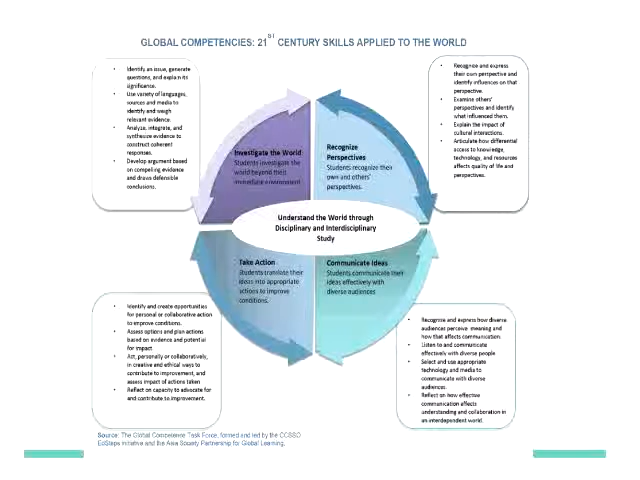 GLOBAL COMPETENCIES: 21ST CENTURY SKILLS APPLIED TO THE WORLD
• Identify an issue, generate
questions, and explain its
significance.
• Use variety of languages,
sources and media to
identify and weigh
relevant evidence.
• Analyze, integrate, and
synthesize evidence to
construct coherent
responses.
• Develop argument based
on compelling evidence
and draws defensible
conclusions.
• Recognize and express
their own perspective and
identify influences on that
perspective.
• Examine others'
perspectives and identify
what influenced them.
• Explain the impact of
cultural interactions.
• Articulate how differential
access to knowledge,
technology, and resources
affects quality of life and
perspectives.
Investigate the World
Students investigate the
world beyond their
immediate environment
Recognize
Perspectives
Students recognize their
own and others'
perspectives.
Understand the World through
Disciplinary and Interdisciplinary
Study
Take Action
Students translate their
ideas into appropriate
actions to improve
conditions.
Communicate Ideas
Students communicate their
ideas effectively with
diverse audiences
• Identify and create opportunities
for personal or collaborative action
to improve conditions.
• Assess options and plan actions
based on evidence and potential
for impact
• Act, personally or collaboratively,
in creative and ethical ways to
contribute to improvement, and
assess impact of actions taken
• Reflect on capacity to advocate for
and contribute to improvement.
• Recognize and express how diverse
audiences perceive meaning and
how that affects communication.
• Listen to and communicate
effectively with diverse people
• Select and use appropriate
technology and media to
communicate with diverse
audiences.
• Reflect on how effective
communication affects
understanding and collaboration in
an interdependent world.
Source: The Global Competence Task Force, formed and led by the CCSSO
EdSteps Initiative and the Asia Society Partnership for Global Learning.